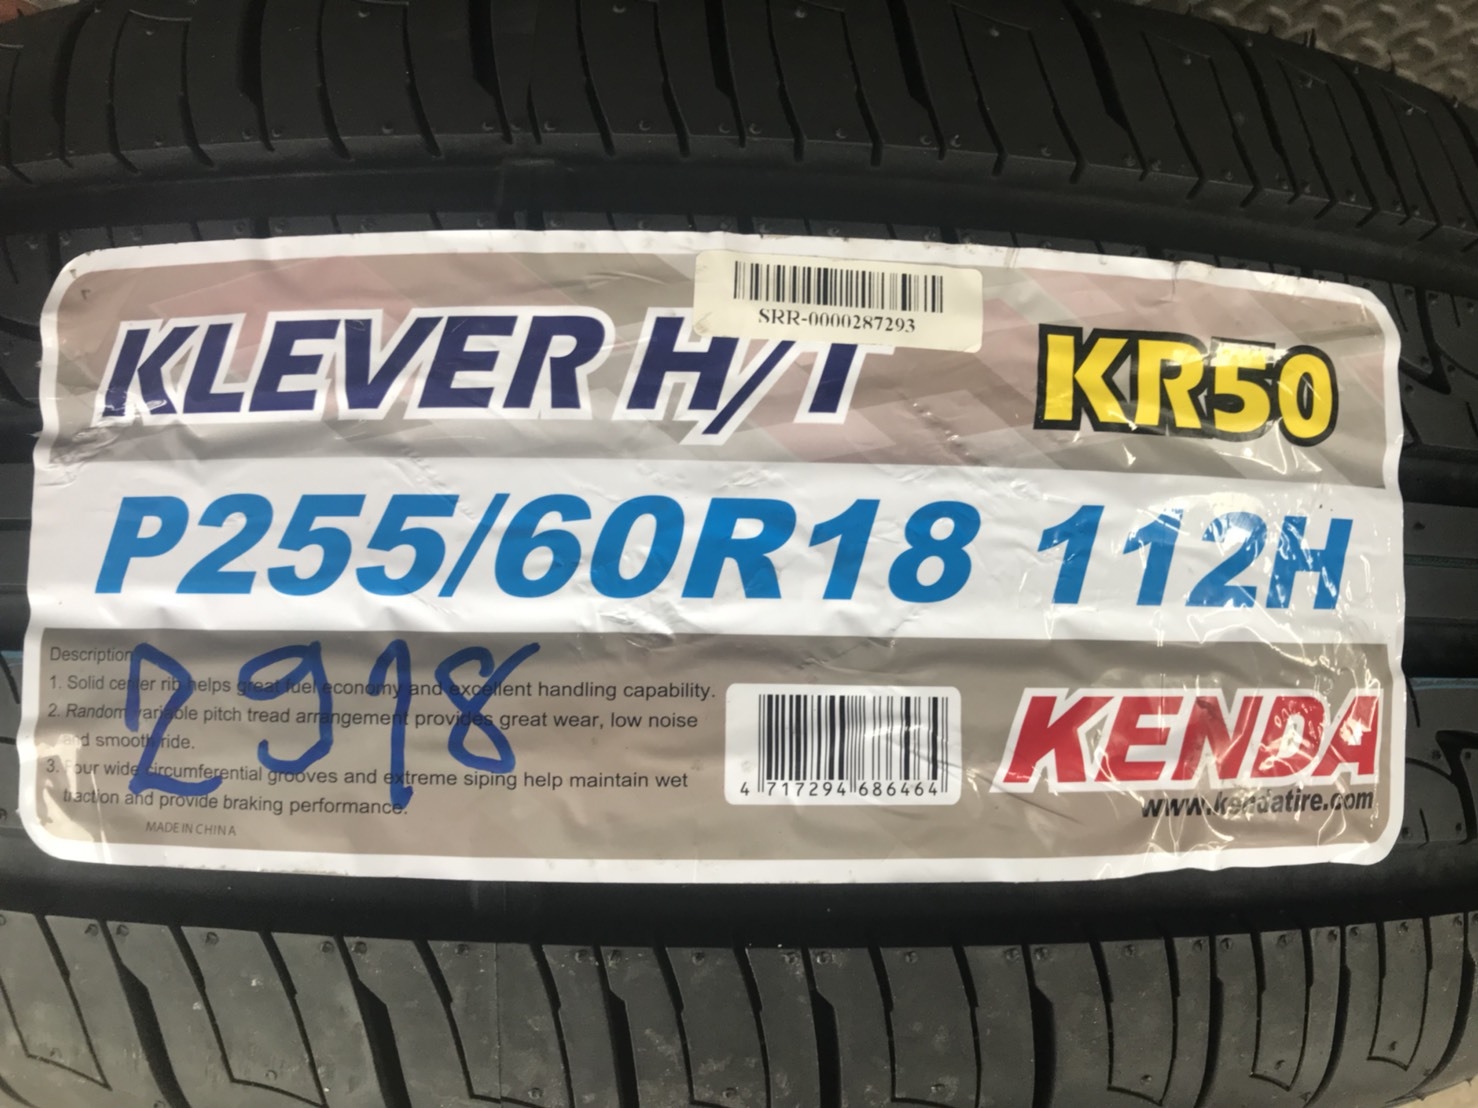 SRR-0000287293
KLEVER H/T
KR50
P255/60R18 112H
Description
2918
1. Solid center rib helps great fuel economy and excellent handling capability.
2. Random variable pitch tread arrangement provides great wear, low noise
and smooth ride.
3. Four wide circumferential grooves and extreme siping help maintain wet
traction and provide braking performance.
MADE IN CHINA
4 717294 686464
KENDA
www.kendatire.com